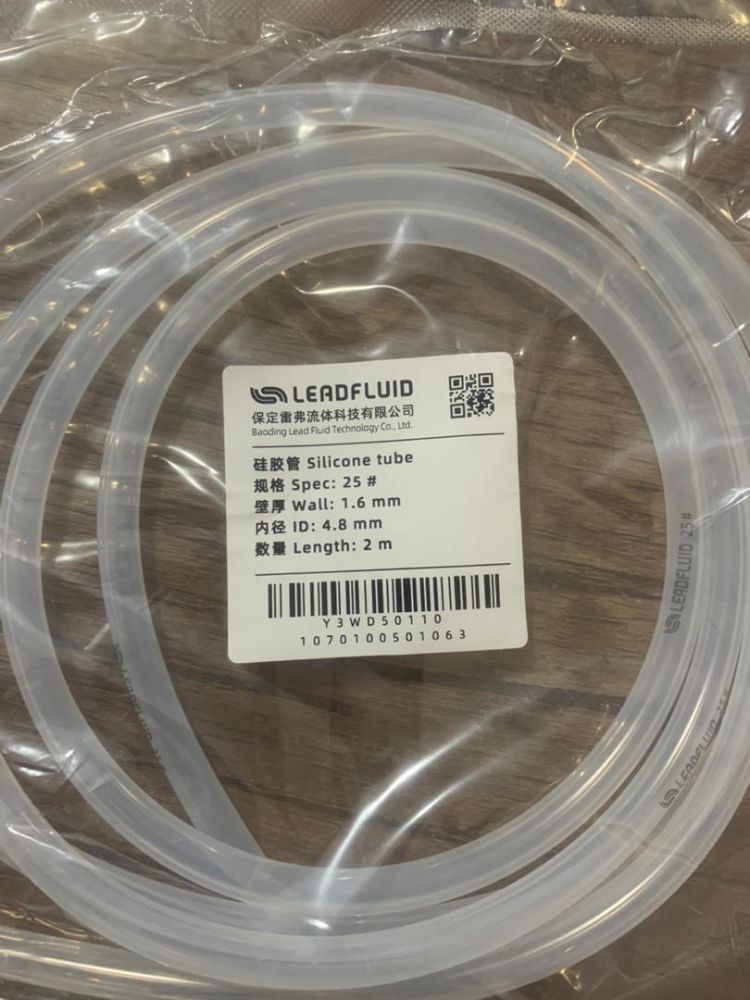 LEADFLUID
保定雷弗流体科技有限公司
Baoding Lead Fluid Technology Co., Ltd.
硅胶管 Silicone tube
规格 Spec: 25 #
壁厚 Wall: 1.6 mm
内径 ID: 4.8 mm
数量 Length: 2 m
Y3WD50110
1070100501063
LEADFLUID 25#
LEADFLUID 25#
LEADFLUID